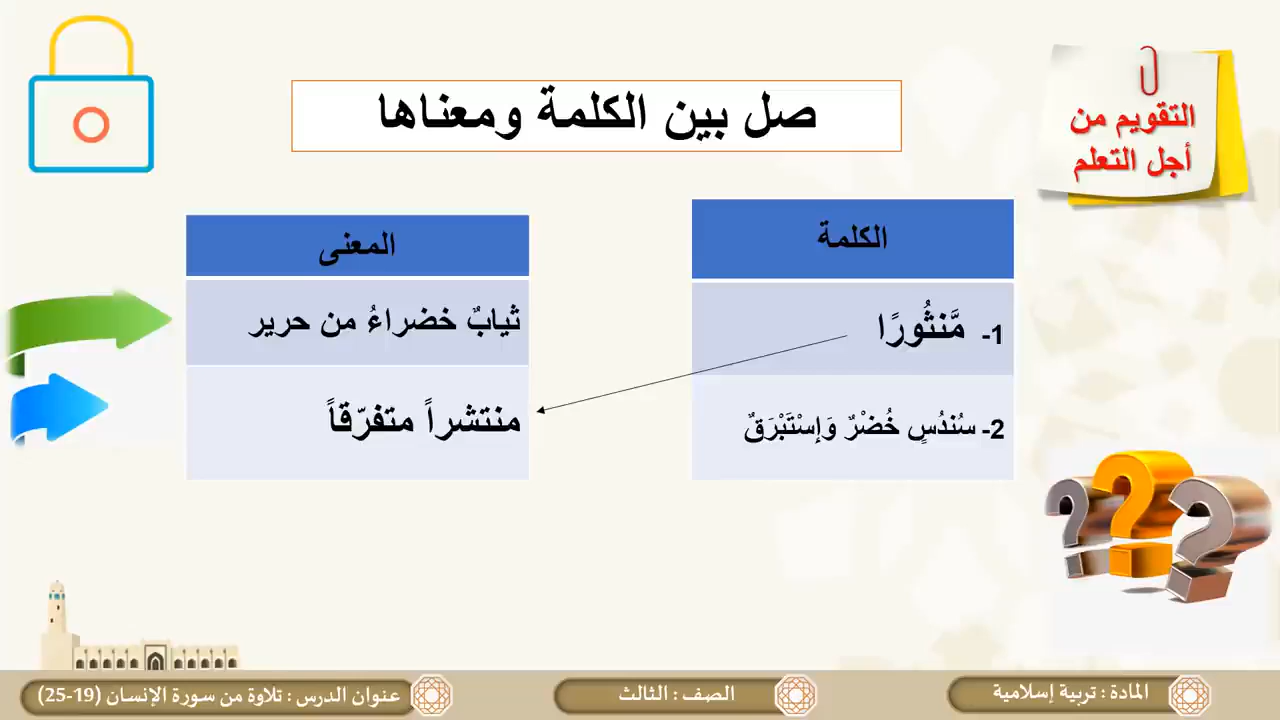 التقويم من
أجل التعلم
صل بين الكلمة ومعناها
الكلمة
1- مَّنثُورًا
2- سُندُسٍ خُضْرٌ وَإِسْتَبْرَقٌ
المعنى
ثيابٌ خضراءُ من حرير
منتشراً متفرّقاً
المادة : تربية إسلامية
الصف : الثالث
عنوان الدرس : تلاوة من سورة الإنسان (19-25)